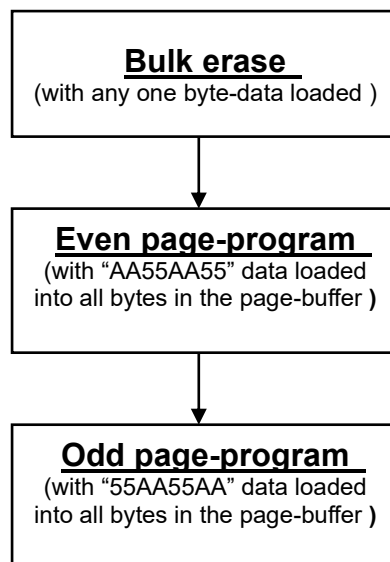 Bulk erase
(with any one byte-data loaded )
Even page-program
(with “AA55AA55” data loaded
into all bytes in the page-buffer )
Odd page-program
(with “55AA55AA” data loaded
into all bytes in the page-buffer )